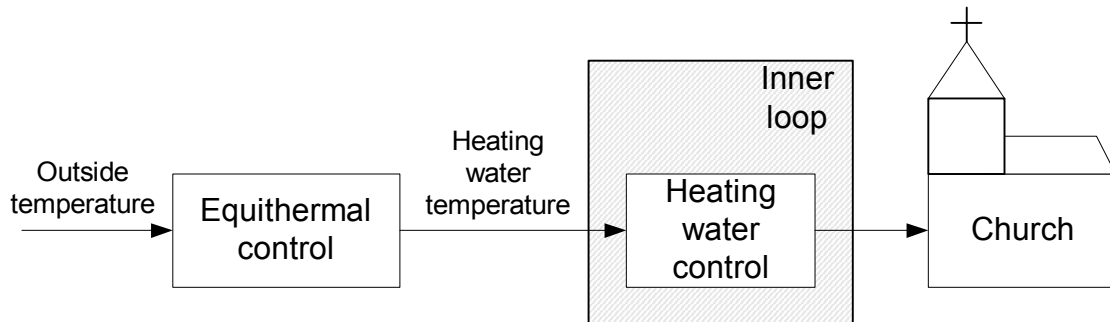 Outside
temperature
Equithermal
control
Heating
water
temperature
Inner
loop
Heating
water
control
Church